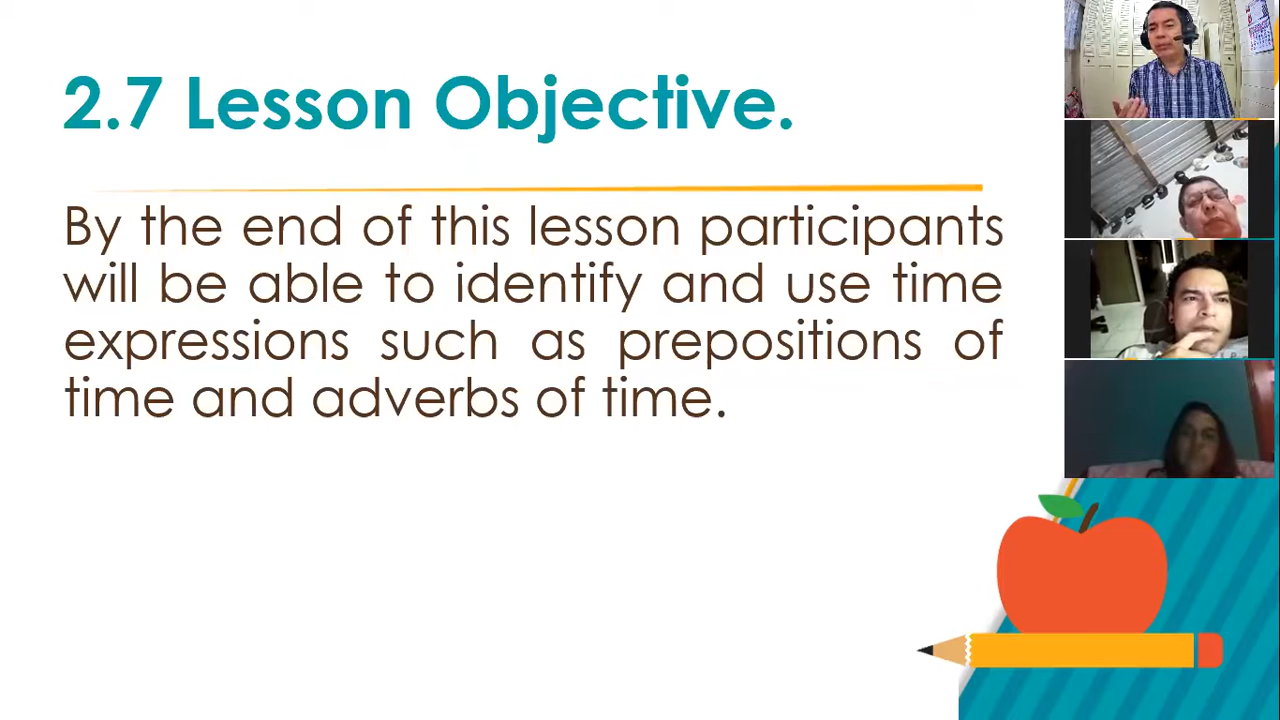 2.7 Lesson Objective.
By the end of this lesson participants
will be able to identify and use time
expressions such as prepositions of
time and adverbs of time.